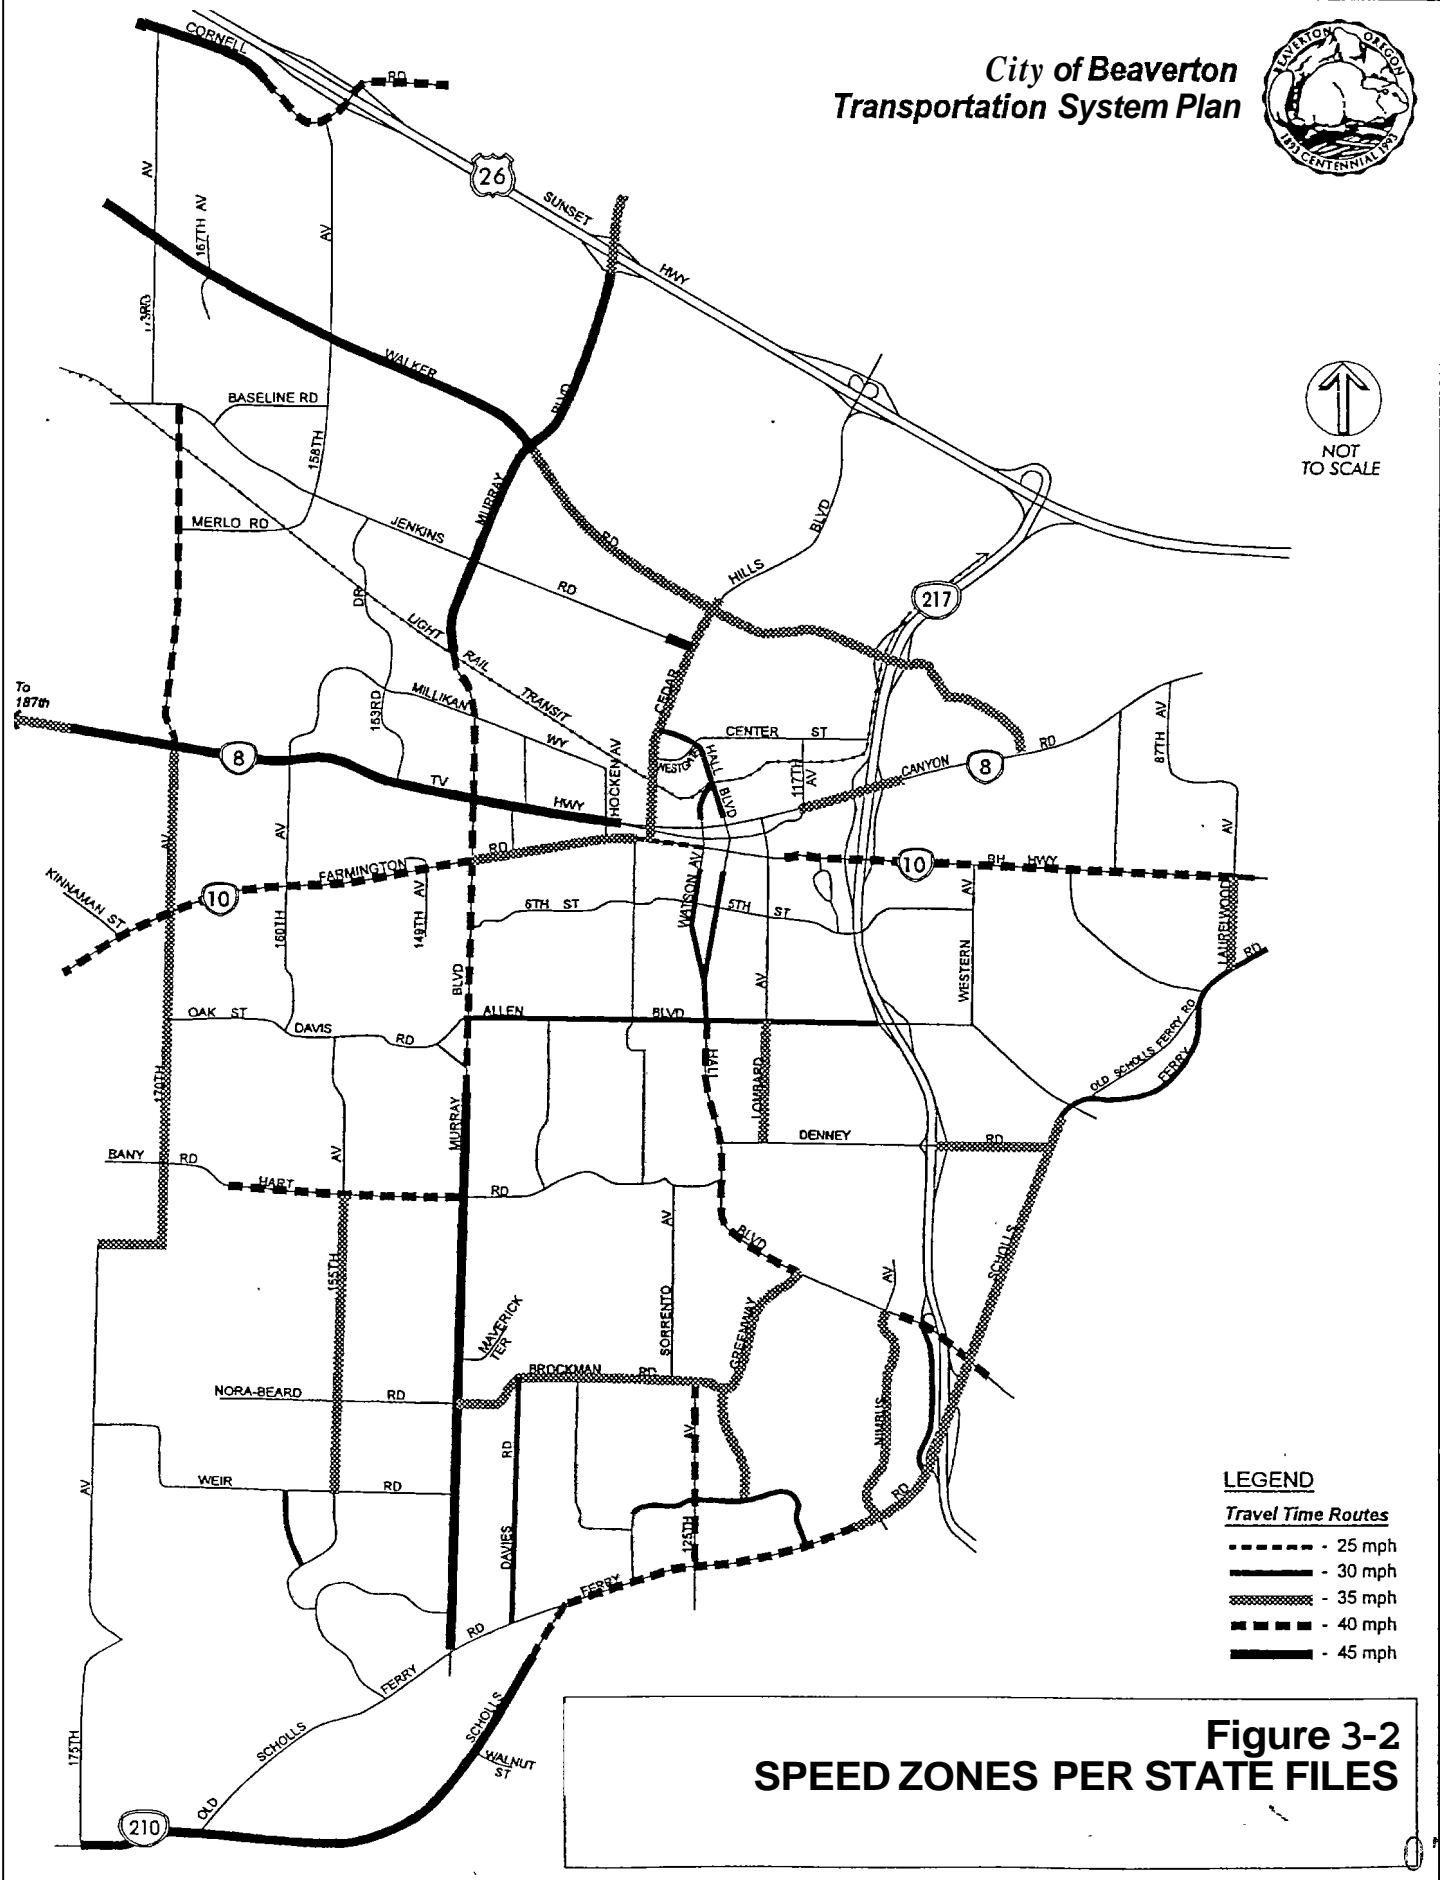 City of Beaverton
Transportation System Plan
BEAVERTON OREGON
1893 CENTENNIAL 1993
NOT
TO SCALE
CORNELL
RD
26
SUNSET
HWY
AV
167TH AV
AV
173RD
WALKER
BLVD
BASELINE RD
158TH
MURRAY
BLVD
MERLO RD
JENKINS
RD
HILLS
RD
217
DR
LIGHT
RAIL
TRANSIT
To
187th
MILLIKAN
WY
153RD
CEDAR
CENTER ST
HALL
BLVD
WESTGATE
117TH
AV
CANYON
RD
8
87TH AV
8
TV
HWY
HOCKEN AV
AV
AV
AV
RD
FARMINGTON
10
KINNAMAN ST
10
BH HWY
AV
160TH
149TH AV
6TH ST
WATSON AV
5TH ST
LAURELWOOD
RD
WESTERN
BLVD
AV
OAK ST
DAVIS
RD
ALLEN
BLVD
HALL
LOMBARD
OLD SCHOLLS FERRY RD
FERRY
170TH
MURRAY
DENNEY
RD
BANY
RD
AV
HART
RD
AV
BLVD
SCHOLLS
AV
155TH
MAVERICK
TER
SORRENTO
GREENWAY
BROCKMAN
RD
NORA-BEARD
RD
AV
RD
NIMBUS
AV
WEIR
RD
RD
DAVIES
125TH
FERRY
RD
FERRY
SCHOLLS
SCHOLLS
WALNUT
ST
175TH
OLD
210
LEGEND
Travel Time Routes
- 25 mph
- 30 mph
- 35 mph
- 40 mph
- 45 mph
Figure 3-2
SPEED ZONES PER STATE FILES